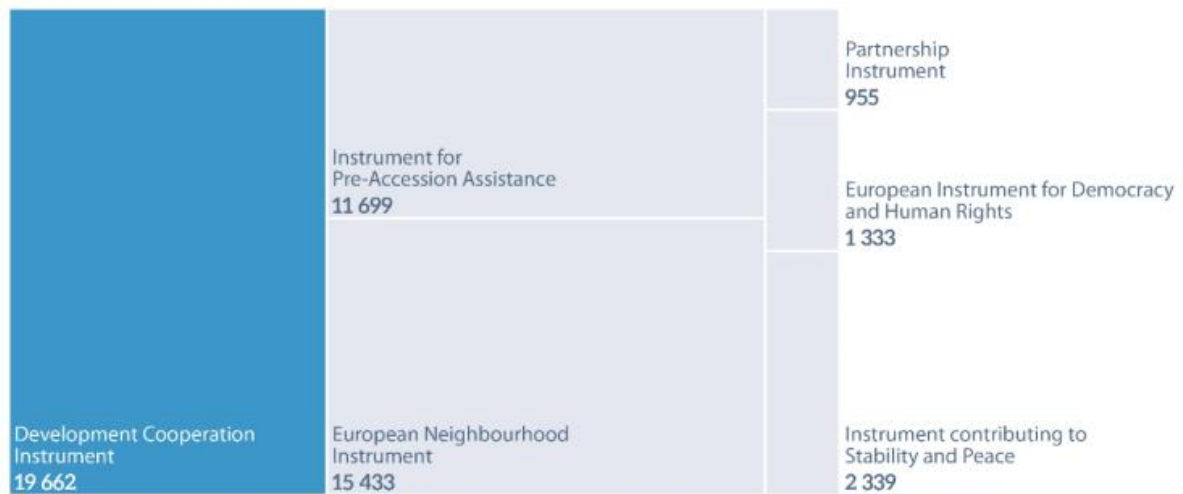 Development Cooperation
Instrument
19 662
Instrument for
Pre-Accession Assistance
11 699
European Neighbourhood
Instrument
15 433
Partnership
Instrument
955
European Instrument for Democracy
and Human Rights
1 333
Instrument contributing to
Stability and Peace
2 339